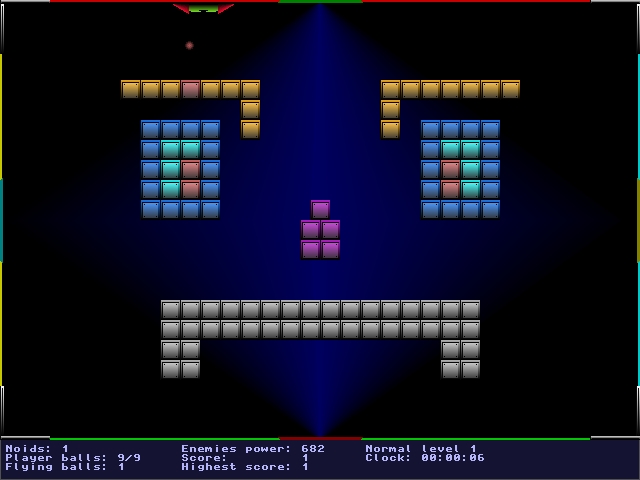 Noids: 1 Enemies power: 682 Normal level 1
Player balls: 9/9 Score: 1 Clock: 00:00:06
Flying balls: 1 Highest score: 1